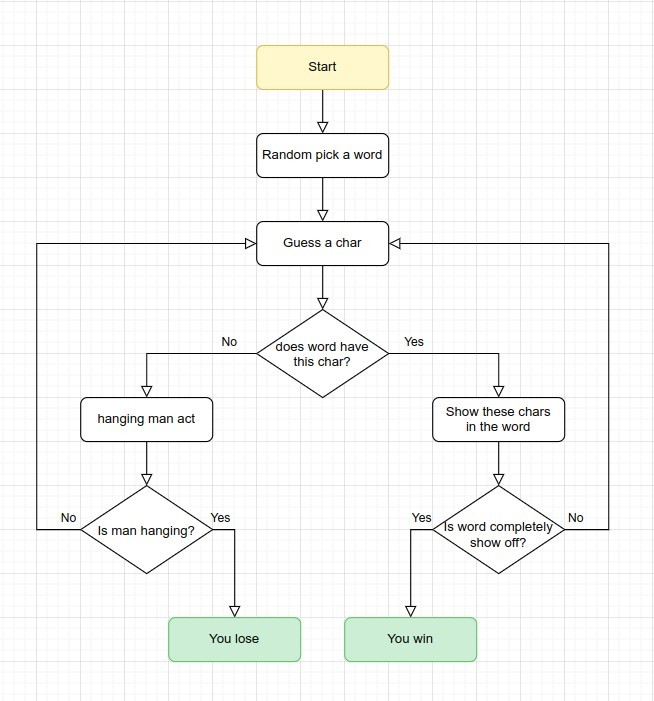 Start
Random pick a word
Guess a char
No
Yes
does word have
this char?
hanging man act
Show these chars
in the word
No
Is man hanging?
Yes
Yes
Is word completely
show off?
No
You lose
You win